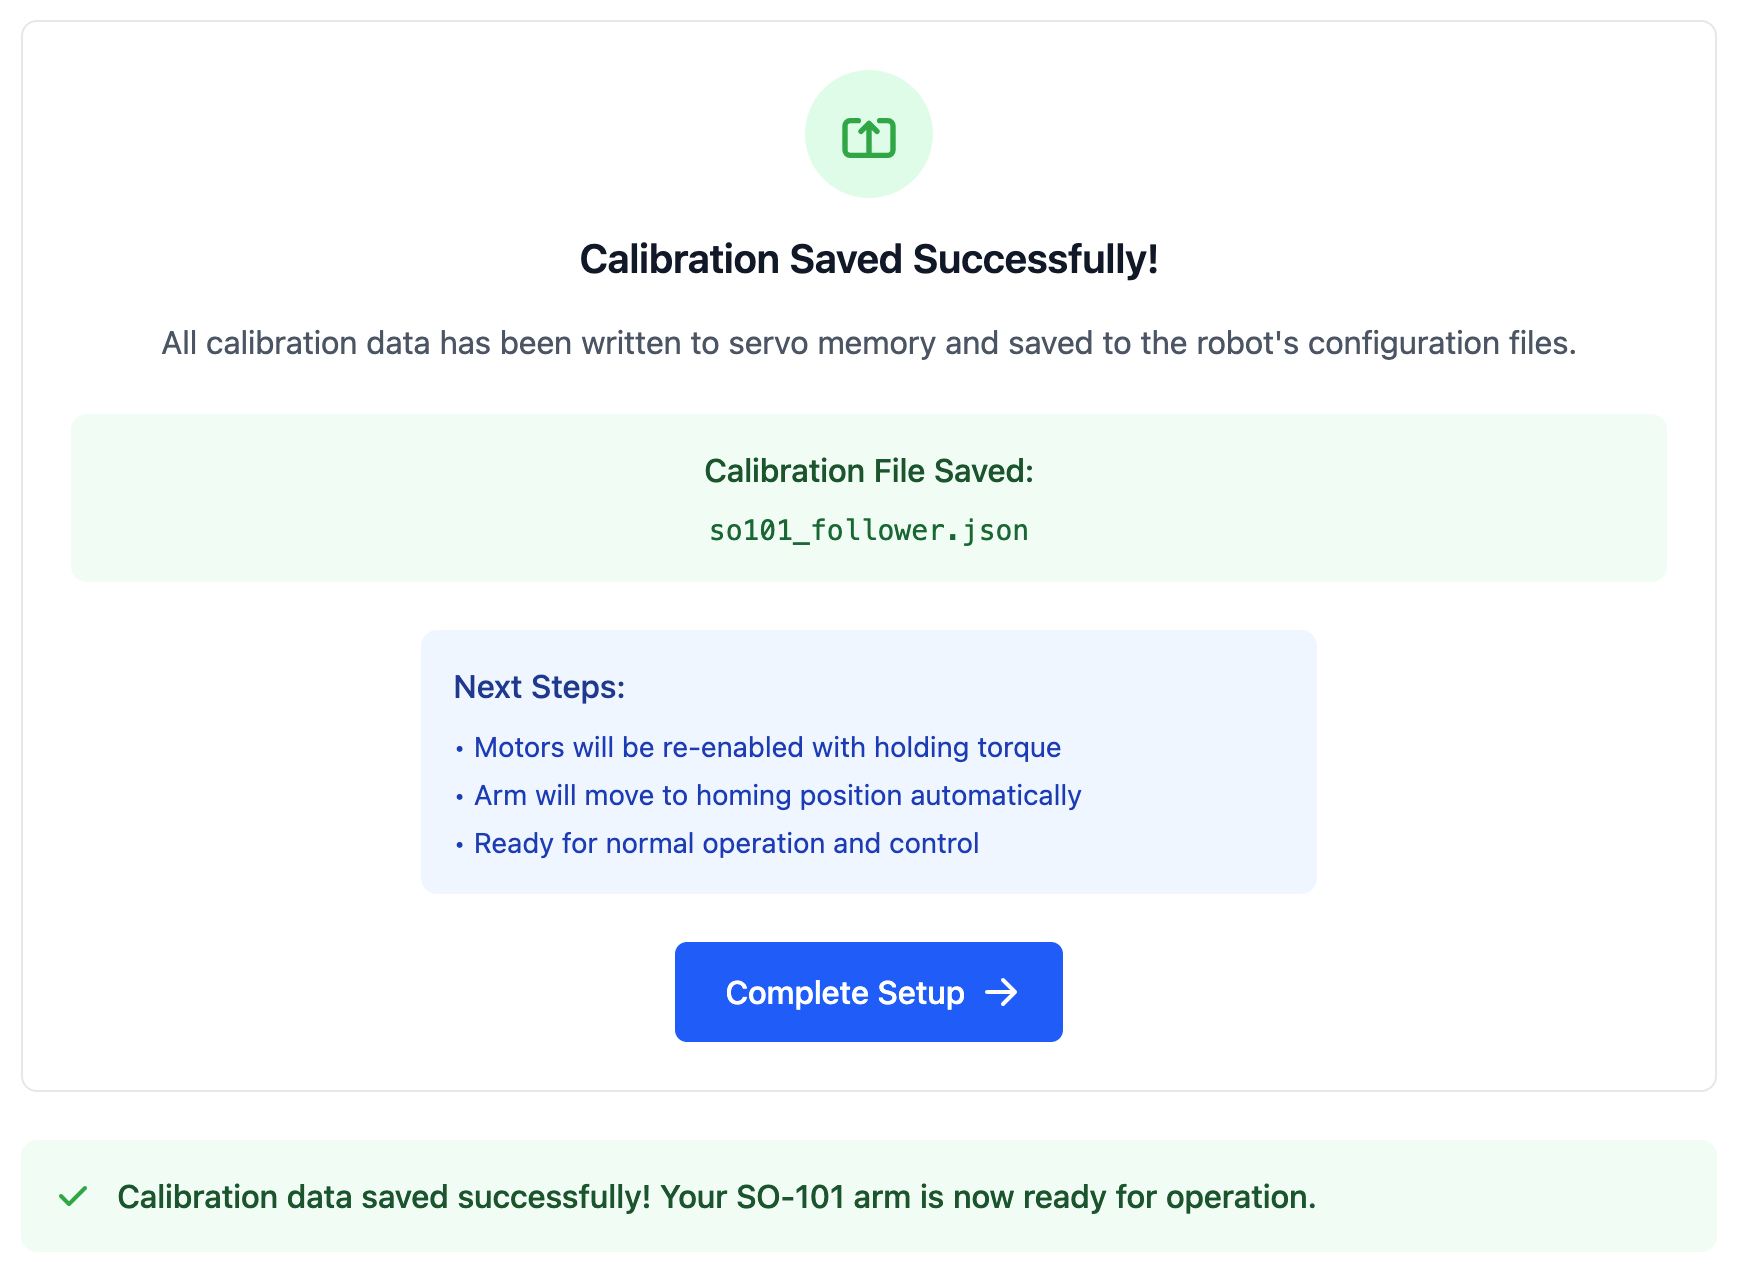 Calibration Saved Successfully!
All calibration data has been written to servo memory and saved to the robot's configuration files.
Calibration File Saved:
so101_follower.json
Next Steps:
• Motors will be re-enabled with holding torque
• Arm will move to homing position automatically
• Ready for normal operation and control
Complete Setup →
Calibration data saved successfully! Your SO-101 arm is now ready for operation.